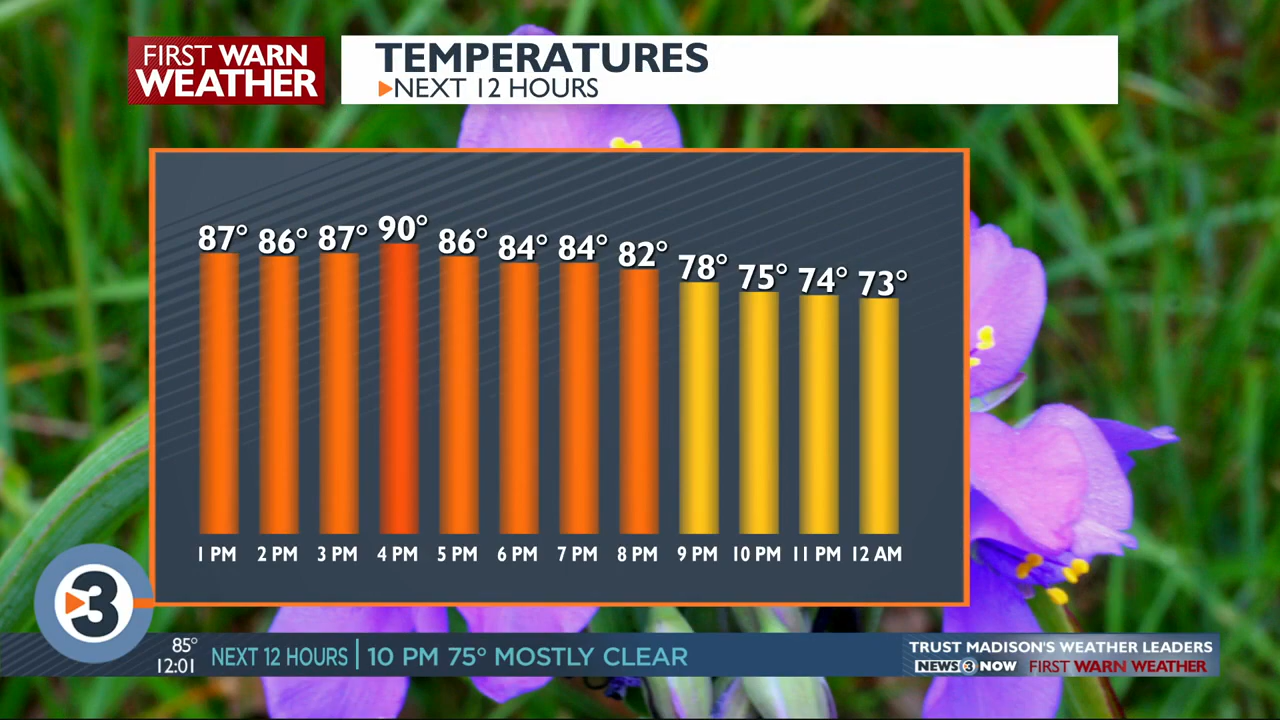 FIRST WARN
WEATHER
TEMPERATURES
NEXT 12 HOURS
87° 86° 87° 90° 86° 84° 84° 82° 78° 75° 74° 73°
1 PM 2 PM 3 PM 4 PM 5 PM 6 PM 7 PM 8 PM 9 PM 10 PM 11 PM 12 AM
3
85°
12:01
NEXT 12 HOURS | 10 PM 75° MOSTLY CLEAR
TRUST MADISON'S WEATHER LEADERS
NEWS 3 NOW FIRST WARN WEATHER